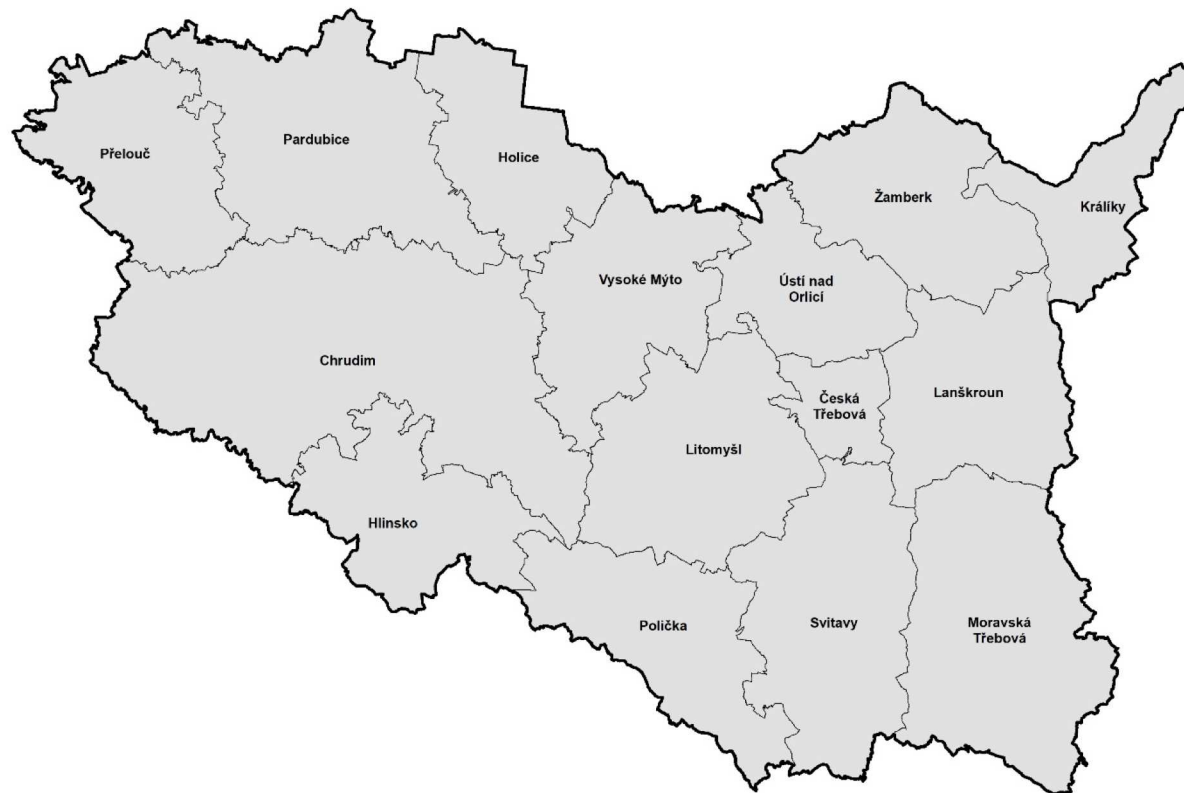 Pardubice
Přelouč
Holice
Žamberk
Králíky
Vysoké Mýto
Ústí nad
Orlicí
Chrudim
Lanškroun
Česká
Třebová
Litomyšl
Hlinsko
Polička
Svitavy
Moravská
Třebová